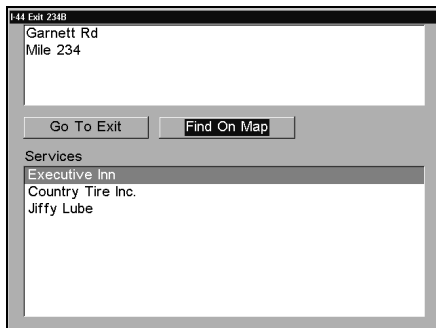 I-44 Exit 234B
Garnett Rd
Mile 234
Go To Exit
Find On Map
Services
Executive Inn
Country Tire Inc.
Jiffy Lube